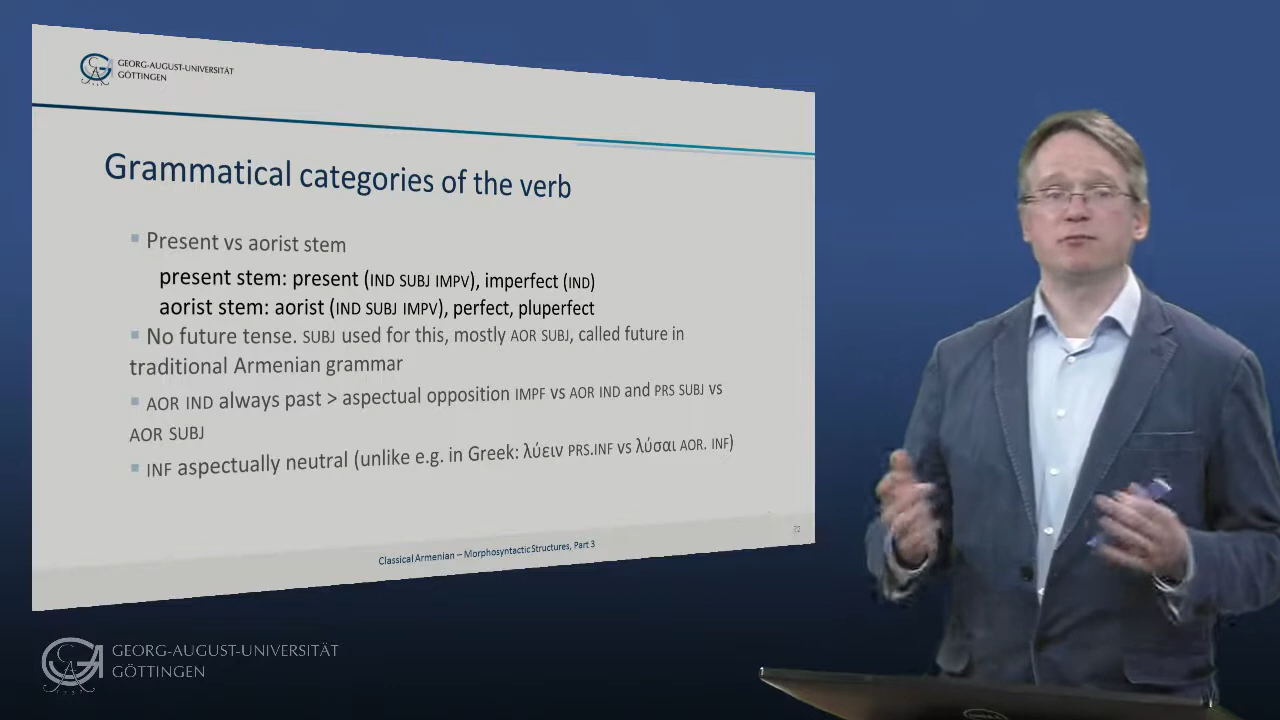 GEORG-AUGUST-UNIVERSITÄT
GÖTTINGEN
Grammatical categories of the verb
Present vs aorist stem
present stem: present (IND SUBJ IMPV), imperfect (IND)
aorist stem: aorist (IND SUBJ IMPV), perfect, pluperfect
No future tense. SUBJ used for this, mostly AOR SUBJ, called future in
traditional Armenian grammar
AOR IND always past > aspectual opposition IMPF vs AOR IND and PRS SUBJ vs
AOR SUBJ
INF aspectually neutral (unlike e.g. in Greek: λύειν PRS.INF vs λύσαι AOR. INF)
Classical Armenian – Morphosyntactic Structures, Part 3
GEORG-AUGUST-UNIVERSITÄT
GÖTTINGEN